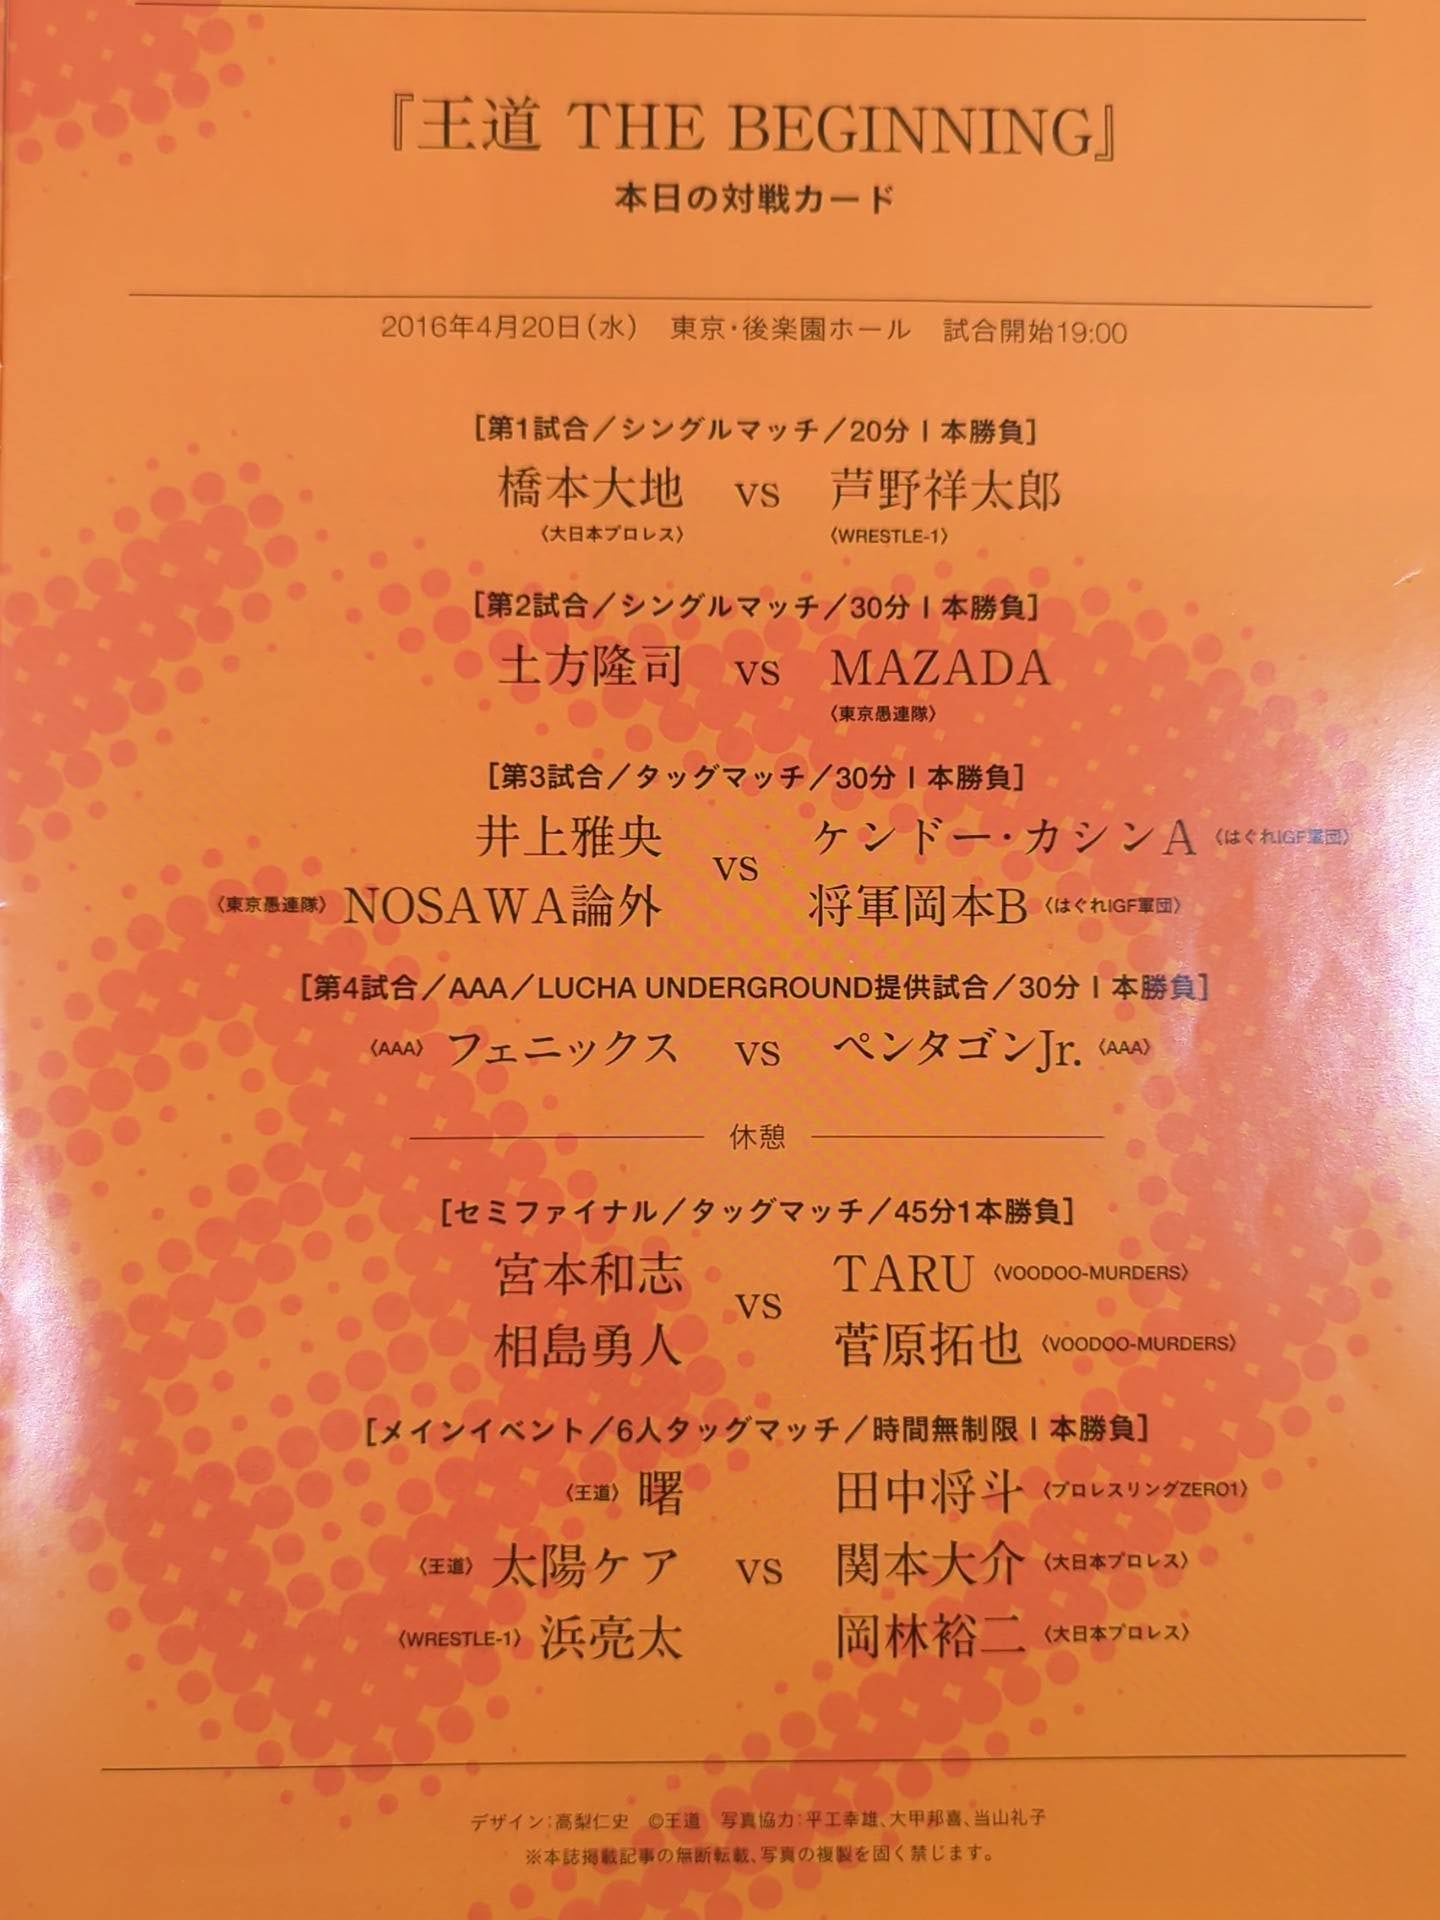 『王道 THE BEGINNING』
本日の対戦カード
2016年4月20日(水) 東京・後楽園ホール 試合開始19:00
[第1試合／シングルマッチ／20分1本勝負]
橋本大地 vs 芦野祥太郎
〈大日本プロレス〉 〈WRESTLE-1〉
[第2試合／シングルマッチ／30分1本勝負]
土方隆司 vs MAZADA
〈東京愚連隊〉
[第3試合／タッグマッチ／30分1本勝負]
井上雅央 vs ケンドー・カシンA 〈はぐれIGF軍団〉
〈東京愚連隊〉 NOSAWA論外 将軍岡本B 〈はぐれIGF軍団〉
[第4試合／AAA／LUCHA UNDERGROUND提供試合／30分1本勝負]
〈AAA〉 フェニックス vs ペンタゴンJr. 〈AAA〉
休憩
[セミファイナル／タッグマッチ／45分1本勝負]
宮本和志 vs TARU 〈VOODOO-MURDERS〉
相島勇人 菅原拓也 〈VOODOO-MURDERS〉
[メインイベント／6人タッグマッチ／時間無制限1本勝負]
〈王道〉 曙 田中将斗 〈プロレスリングZERO1〉
〈王道〉 太陽ケア vs 関本大介 〈大日本プロレス〉
〈WRESTLE-1〉 浜亮太 岡林裕二 〈大日本プロレス〉
デザイン:高梨仁史 ©王道 写真協力:平工幸雄、大甲邦喜、当山礼子
※本誌掲載記事の無断転載、写真の複製を固く禁じます。